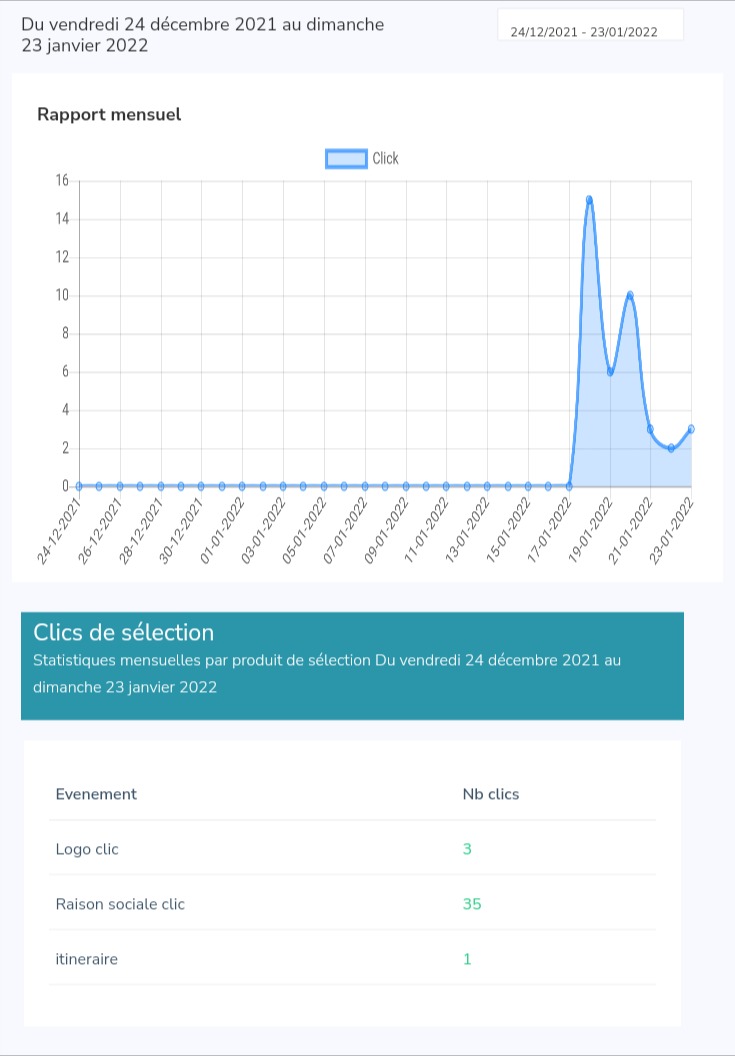 Du vendredi 24 décembre 2021 au dimanche
23 janvier 2022
24/12/2021 - 23/01/2022
Rapport mensuel
Click
16
14
12
10
8
6
4
2
0
24-12-2021
26-12-2021
28-12-2021
30-12-2021
01-01-2022
03-01-2022
05-01-2022
07-01-2022
09-01-2022
11-01-2022
13-01-2022
15-01-2022
17-01-2022
19-01-2022
21-01-2022
23-01-2022
Clics de sélection
Statistiques mensuelles par produit de sélection Du vendredi 24 décembre 2021 au
dimanche 23 janvier 2022
Evenement Nb clics
Logo clic 3
Raison sociale clic 35
itineraire 1